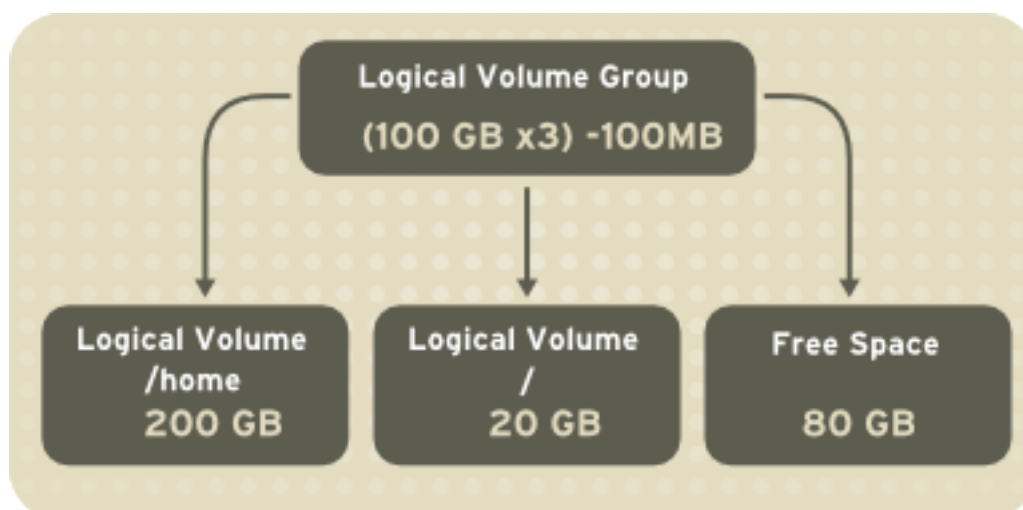 Logical Volume Group
(100 GB x3) -100MB
Logical Volume
/home
200 GB
Logical Volume
/
20 GB
Free Space
80 GB